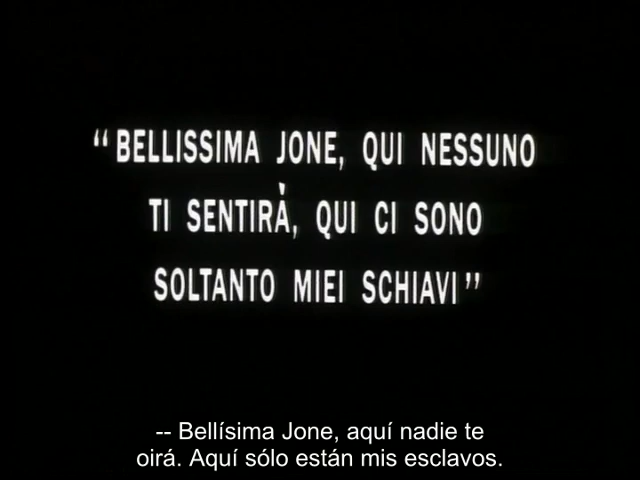 “BELLISSIMA JONE, QUI NESSUNO
TI SENTIRÀ, QUI CI SONO
SOLTANTO MIEI SCHIAVI”
-- Bellísima Jone, aquí nadie te
oirá. Aquí sólo están mis esclavos.